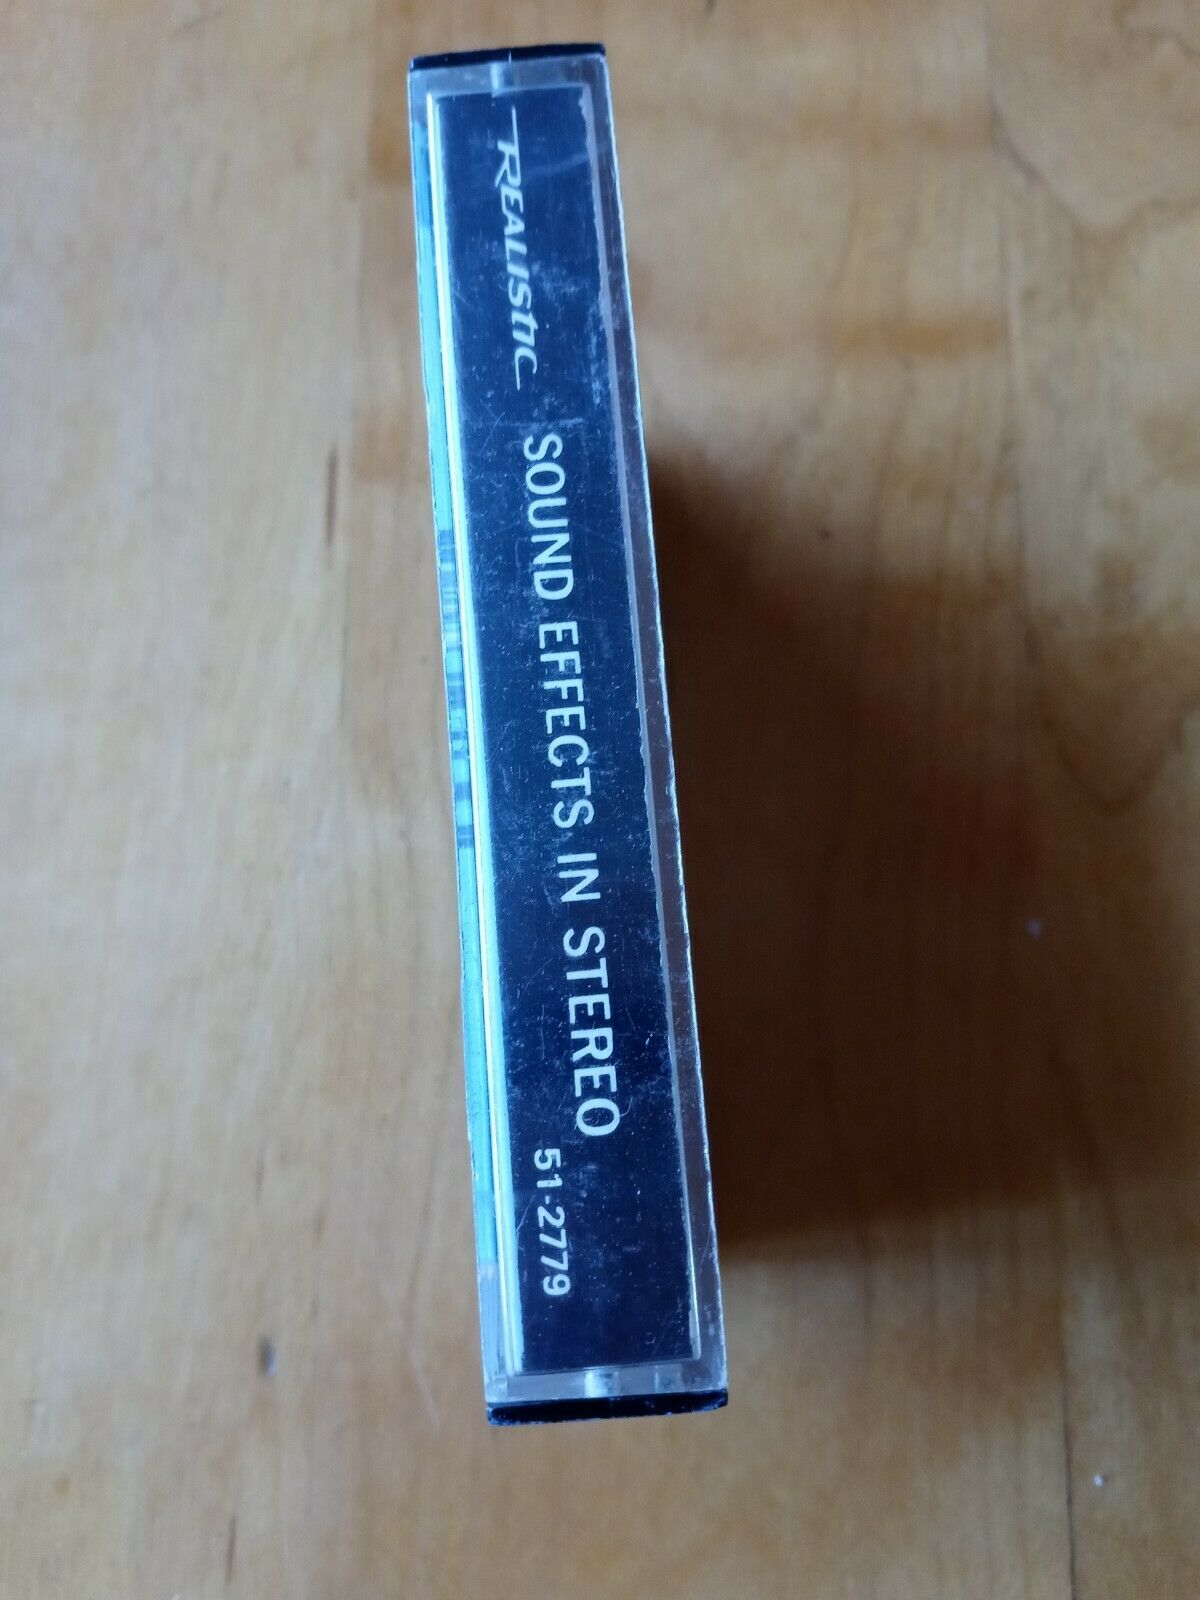 REALISTIC SOUND EFFECTS IN STEREO 51-2779